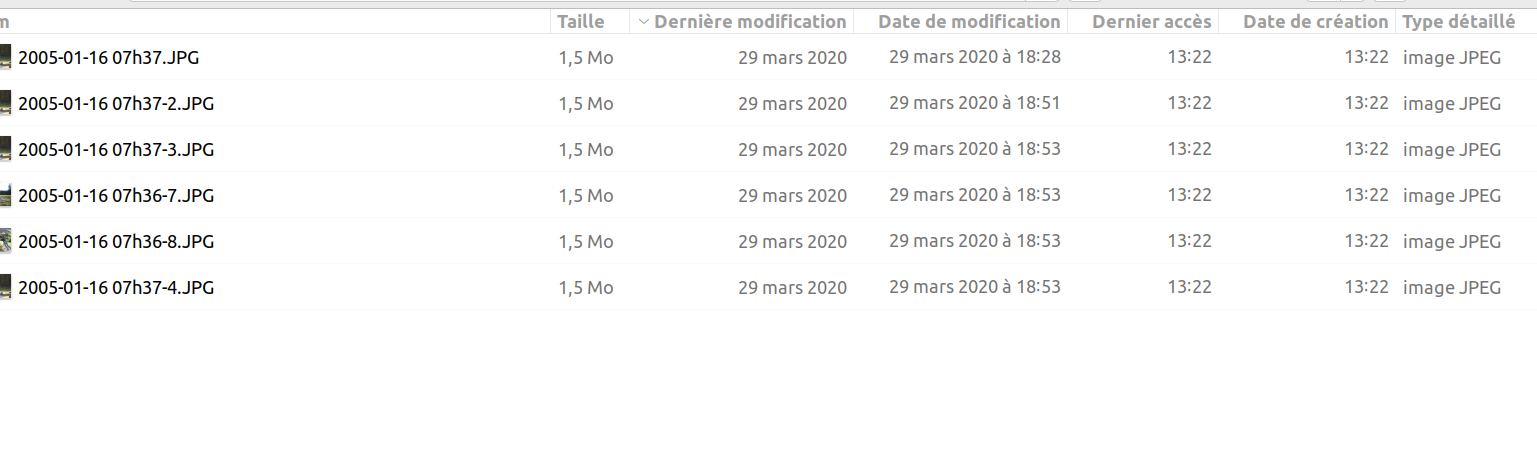 m Taille Dernière modification Date de modification Dernier accès Date de création Type détaillé
2005-01-16 07h37.JPG 1,5 Mo 29 mars 2020 29 mars 2020 à 18:28 13:22 13:22 image JPEG
2005-01-16 07h37-2.JPG 1,5 Mo 29 mars 2020 29 mars 2020 à 18:51 13:22 13:22 image JPEG
2005-01-16 07h37-3.JPG 1,5 Mo 29 mars 2020 29 mars 2020 à 18:53 13:22 13:22 image JPEG
2005-01-16 07h36-7.JPG 1,5 Mo 29 mars 2020 29 mars 2020 à 18:53 13:22 13:22 image JPEG
2005-01-16 07h36-8.JPG 1,5 Mo 29 mars 2020 29 mars 2020 à 18:53 13:22 13:22 image JPEG
2005-01-16 07h37-4.JPG 1,5 Mo 29 mars 2020 29 mars 2020 à 18:53 13:22 13:22 image JPEG